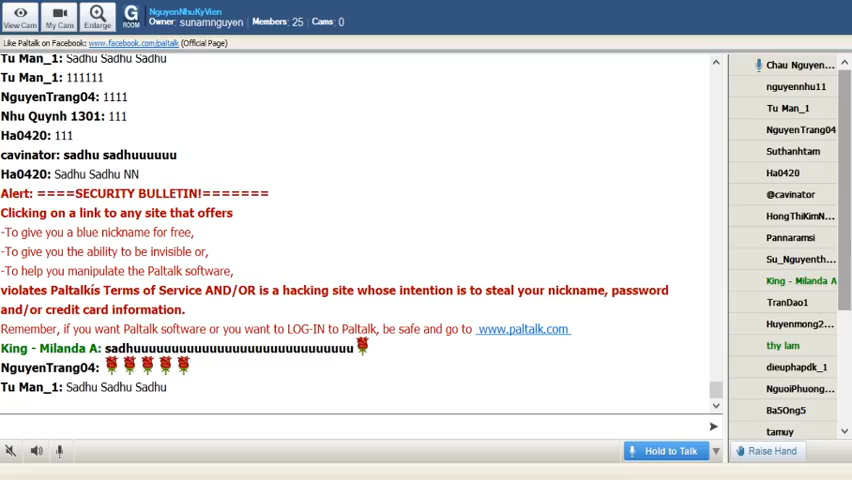 View Cam
My Cam
Enlarge
G
ROOM
NguyenNhuKyVien
Owner: sunamnguyen Members: 25 Cams: 0
Like Paltalk on Facebook: www.facebook.com/paltalk (Official Page)
Tu Man_1: Sadhu Sadhu Sadhu
Tu Man_1: 111111
NguyenTrang04: 1111
Nhu Quynh 1301: 111
Ha0420: 111
cavinator: sadhu sadhuuuuuu
Ha0420: Sadhu Sadhu NN
Alert: ====SECURITY BULLETIN!=======
Clicking on a link to any site that offers
-To give you a blue nickname for free,
-To give you the ability to be invisible or,
-To help you manipulate the Paltalk software,
violates Paltalkís Terms of Service AND/OR is a hacking site whose intention is to steal your nickname, password
and/or credit card information.
Remember, if you want Paltalk software or you want to LOG-IN to Paltalk, be safe and go to www.paltalk.com
King - Milanda A: sadhuuuuuuuuuuuuuuuuuuuuuuuuuuuuu
NguyenTrang04:
Tu Man_1: Sadhu Sadhu Sadhu
Hold to Talk
Chau Nguyen...
nguyennhu11
Tu Man_1
NguyenTrang04
Suthanhtam
Ha0420
@cavinator
HongThiKimN...
Pannaramsi
Su_Nguyenth...
King - Milanda A
TranDao1
Huyenmong2...
thy lam
dieuphapdk_1
NguoiPhuong...
Ba5Ong5
tamuy
Raise Hand